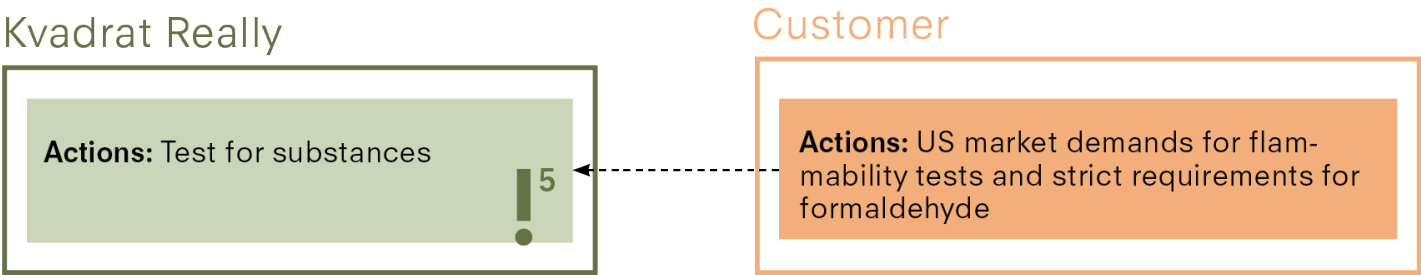 Kvadrat Really
Customer
Actions: Test for substances
! 5
Actions: US market demands for flam-
mability tests and strict requirements for
formaldehyde